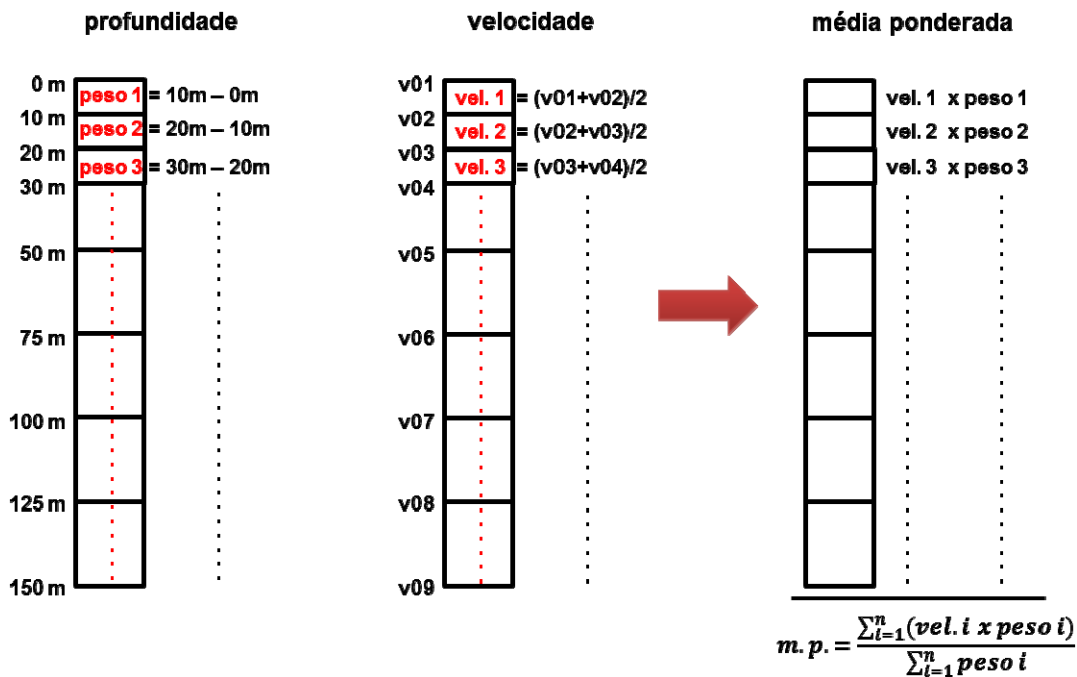 profundidade
0 m
peso 1 = 10m – 0m
10 m
peso 2 = 20m – 10m
20 m
peso 3 = 30m – 20m
30 m
50 m
75 m
100 m
125 m
150 m
velocidade
v01
vel. 1 = (v01+v02)/2
v02
vel. 2 = (v02+v03)/2
v03
vel. 3 = (v03+v04)/2
v04
v05
v06
v07
v08
v09
média ponderada
vel. 1 x peso 1
vel. 2 x peso 2
vel. 3 x peso 3
m. p. = \frac{\sum_{i=1}^{n}(vel. i x peso i)}{\sum_{i=1}^{n} peso i}